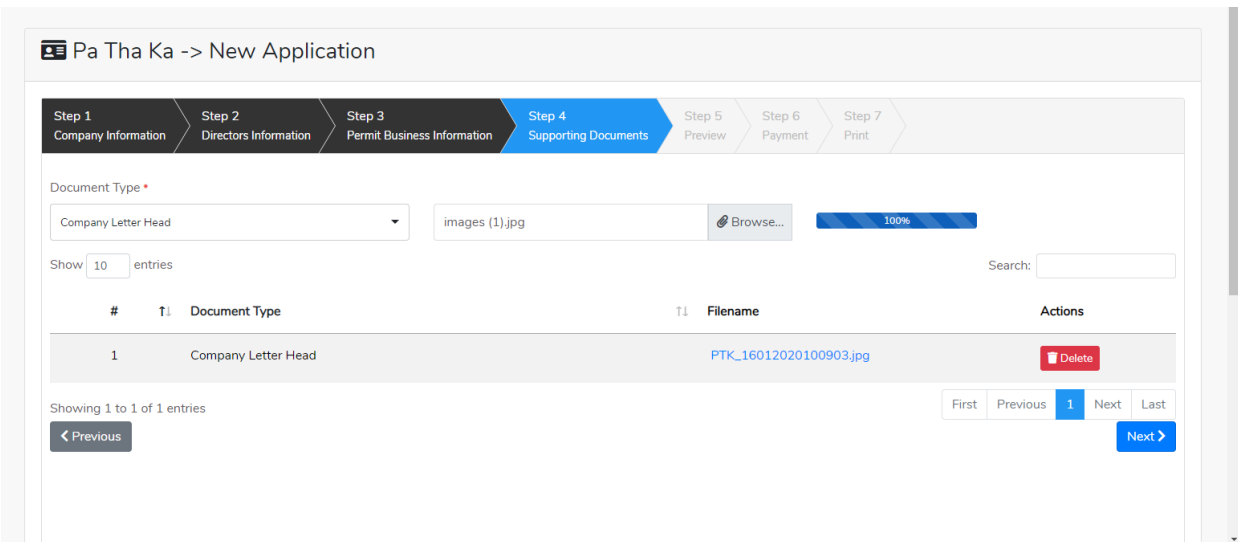 Pa Tha Ka -> New Application
Step 1 Step 2 Step 3 Step 4 Step 5 Step 6 Step 7
Company Information Directors Information Permit Business Information Supporting Documents Preview Payment Print
Document Type *
Company Letter Head images (1).jpg Browse... 100%
Show 10 entries Search:
# Document Type Filename Actions
1 Company Letter Head PTK_16012020100903.jpg Delete
Showing 1 to 1 of 1 entries First Previous 1 Next Last
Previous Next